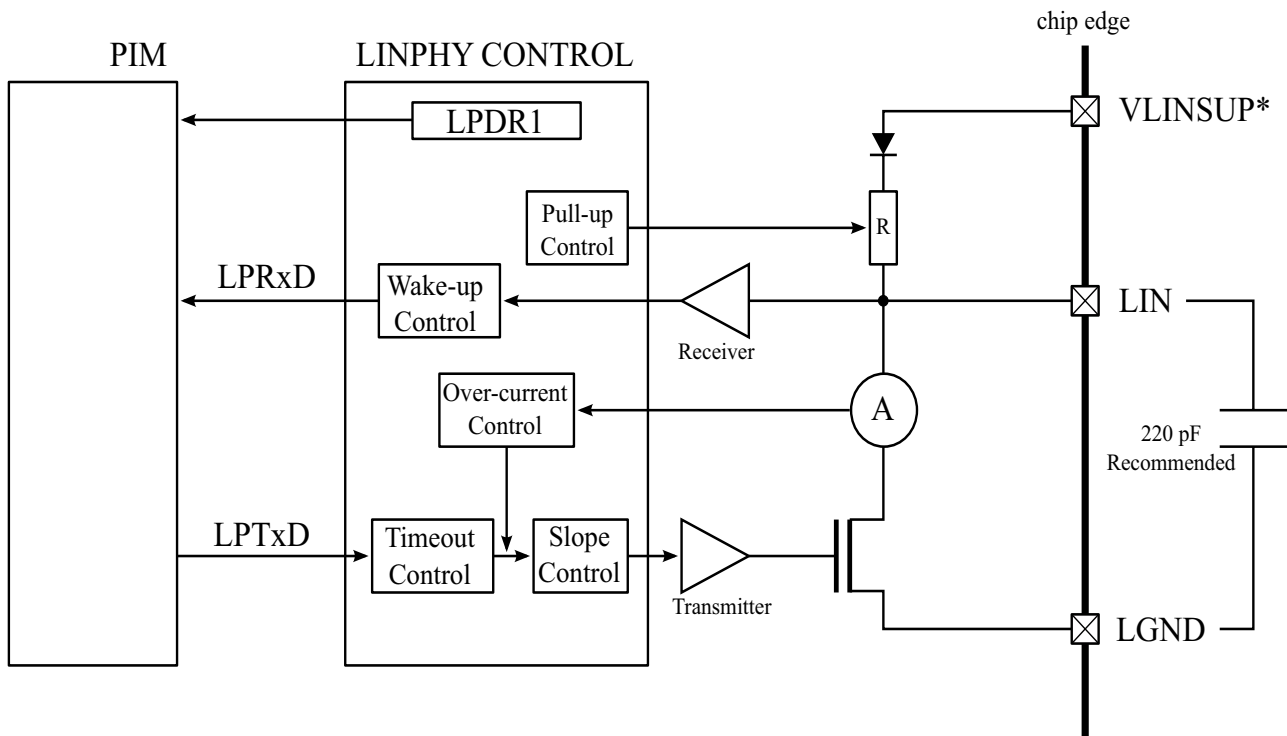 chip edge
PIM
LINPHY CONTROL
LPDR1
VLINSUP*
Pull-up
Control
R
LPRxD
Wake-up
Control
Receiver
LIN
Over-current
Control
A
220 pF
Recommended
LPTxD
Timeout
Control
Slope
Control
Transmitter
LGND